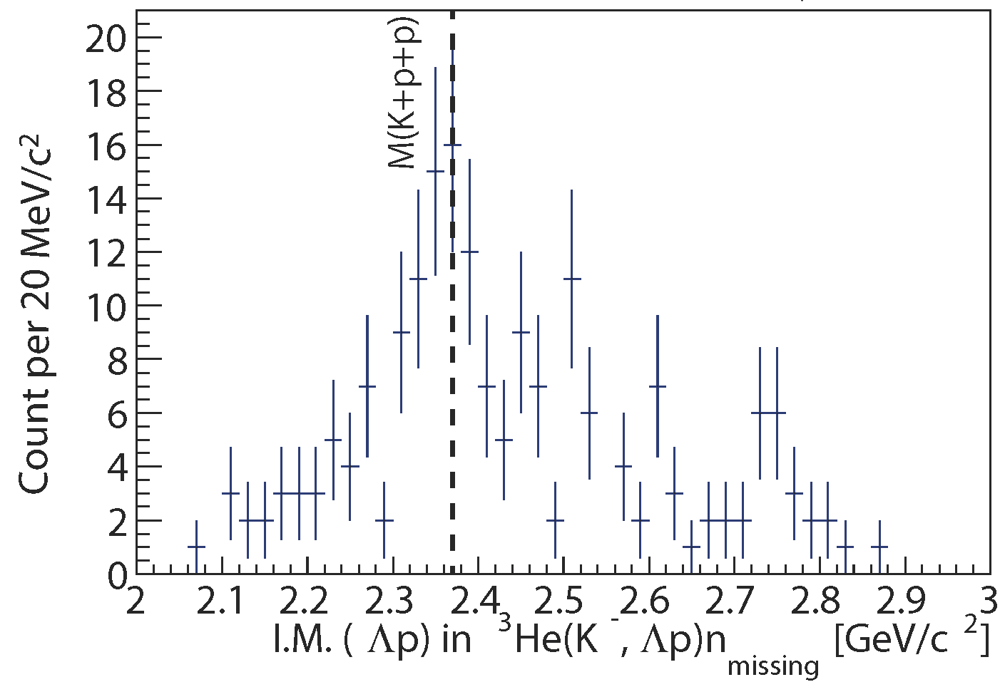 M(K+p+p)
Count per 20 MeV/c2
20
18
16
14
12
10
8
6
4
2
0
2 2.1 2.2 2.3 2.4 2.5 2.6 2.7 2.8 2.9 3
I.M. ( Λp) in 3He(K-, Λp)nmissing [GeV/c 2]